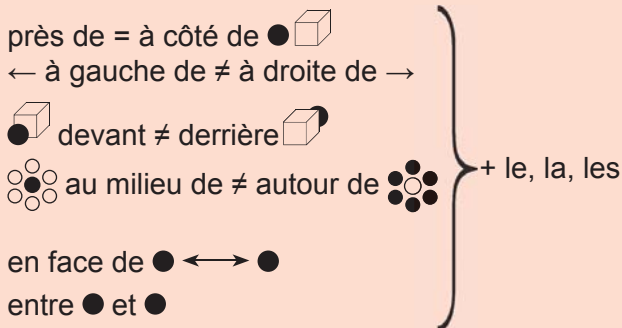 près de = à côté de
← à gauche de ≠ à droite de →
devant ≠ derrière
au milieu de ≠ autour de
+ le, la, les
en face de
entre et